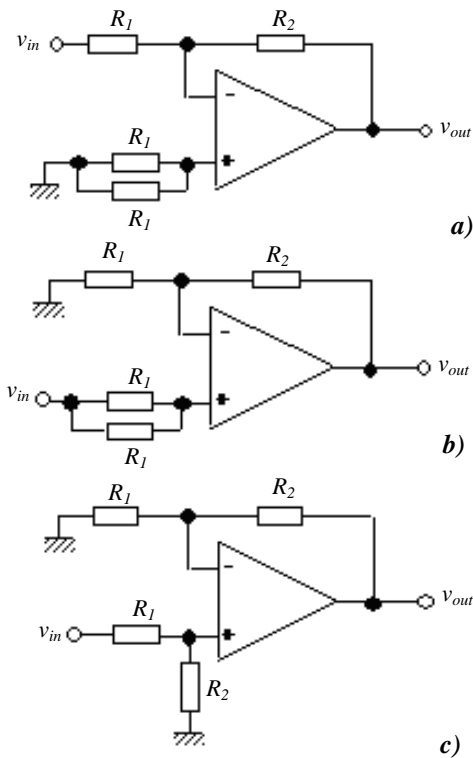 R1 R2
vin
-
R1
+
vout
R1
a)
R1 R2
-
vin R1
+
vout
R1
b)
R1 R2
-
vout
vin R1
+
R2
c)